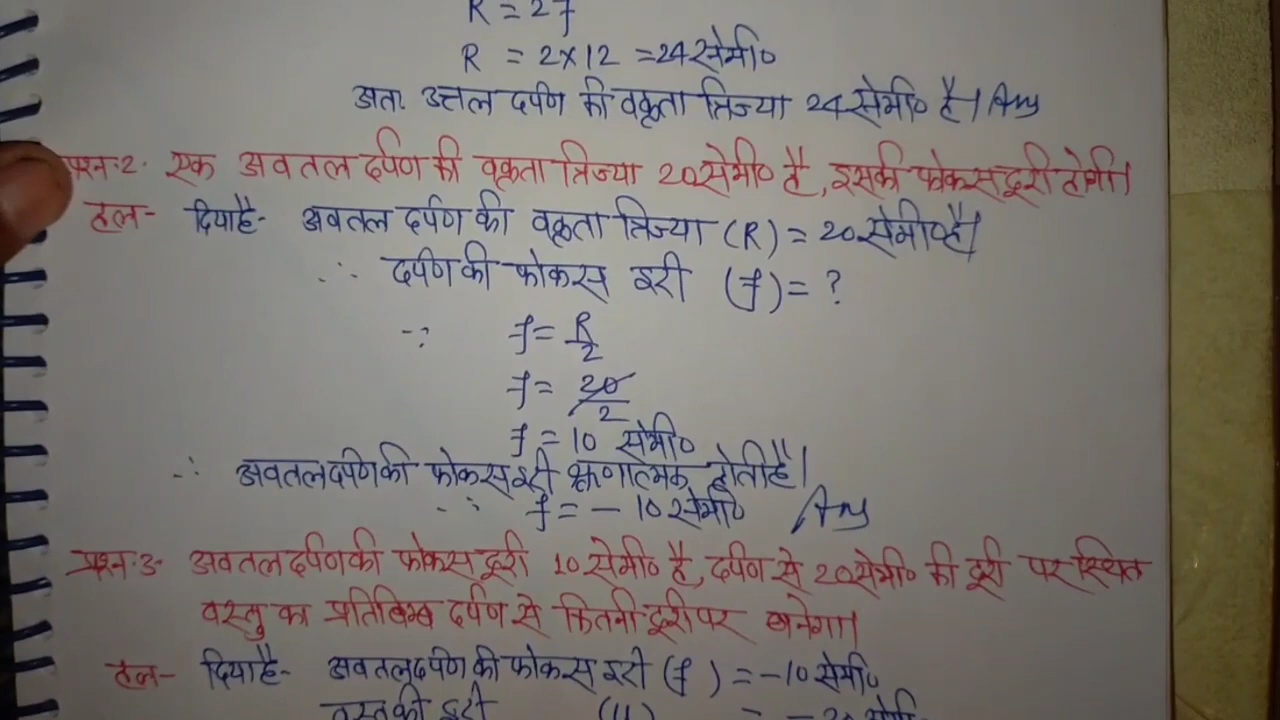 R = 2f
R = 2×12 = 24 सेमी०
अतः उत्तल दर्पण की वक्रता त्रिज्या 24 सेमी० है। Ans
प्रश्न:2- एक अवतल दर्पण की वक्रता त्रिज्या 20 सेमी० है, इसकी फोकस दूरी होगी।
हल- दिया है- अवतल दर्पण की वक्रता त्रिज्या (R) = 20 सेमी० है।
∴ दर्पण की फोकस दूरी (f) = ?
∵ f = R/2
f = 20/2
f = 10 सेमी०
∴ अवतल दर्पण की फोकस दूरी ऋणात्मक होती है।
∴ f = – 10 सेमी० Ans
प्रश्न:3- अवतल दर्पण की फोकस दूरी 10 सेमी० है, दर्पण से 20 सेमी० की दूरी पर स्थित
वस्तु का प्रतिबिम्ब दर्पण से कितनी दूरी पर बनेगा।
हल- दिया है- अवतल दर्पण की फोकस दूरी (f) = –10 सेमी०
वस्तु की दूरी (u) = – 20 सेमी०